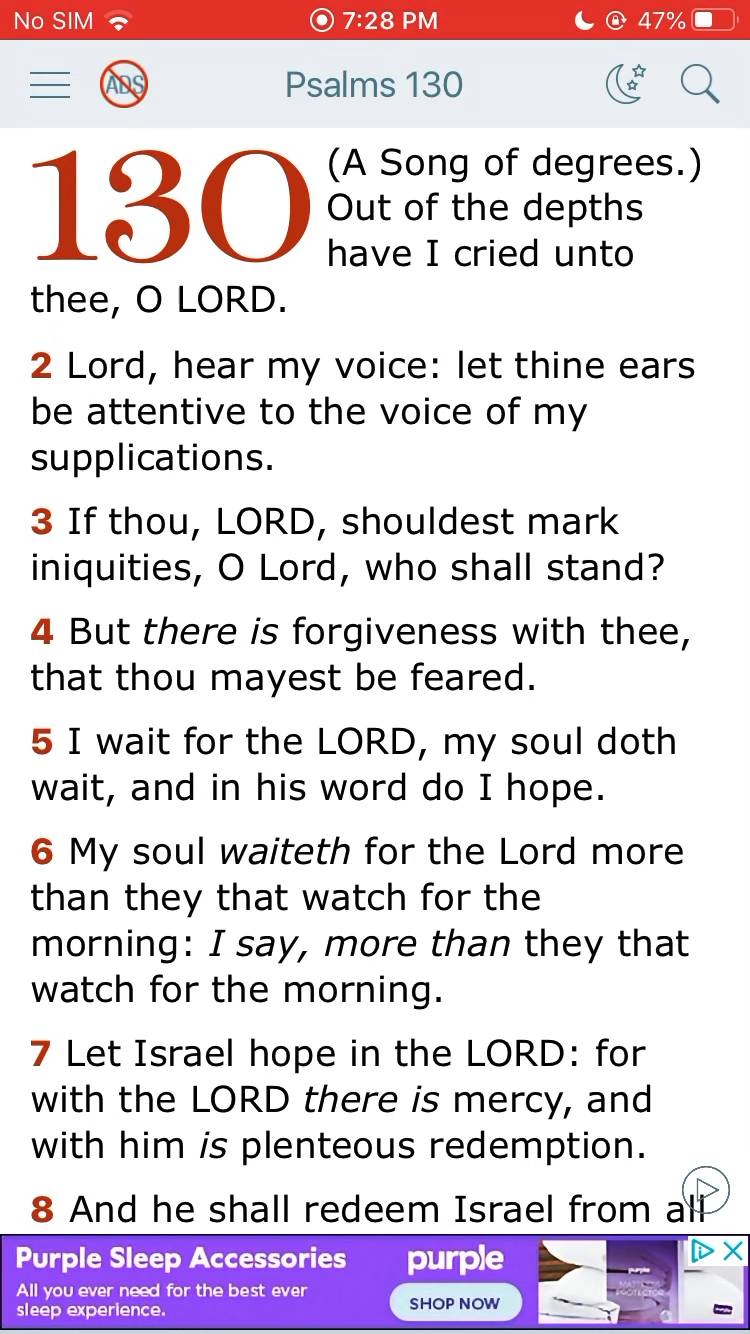 No SIM 7:28 PM 47%
ADS Psalms 130
130 (A Song of degrees.)
Out of the depths
have I cried unto
thee, O LORD.
2 Lord, hear my voice: let thine ears
be attentive to the voice of my
supplications.
3 If thou, LORD, shouldest mark
iniquities, O Lord, who shall stand?
4 But there is forgiveness with thee,
that thou mayest be feared.
5 I wait for the LORD, my soul doth
wait, and in his word do I hope.
6 My soul waiteth for the Lord more
than they that watch for the
morning: I say, more than they that
watch for the morning.
7 Let Israel hope in the LORD: for
with the LORD there is mercy, and
with him is plenteous redemption.
8 And he shall redeem Israel from all
Purple Sleep Accessories
All you ever need for the best ever
sleep experience.
purple
SHOP NOW
purple
MATTRESS
PROTECTOR